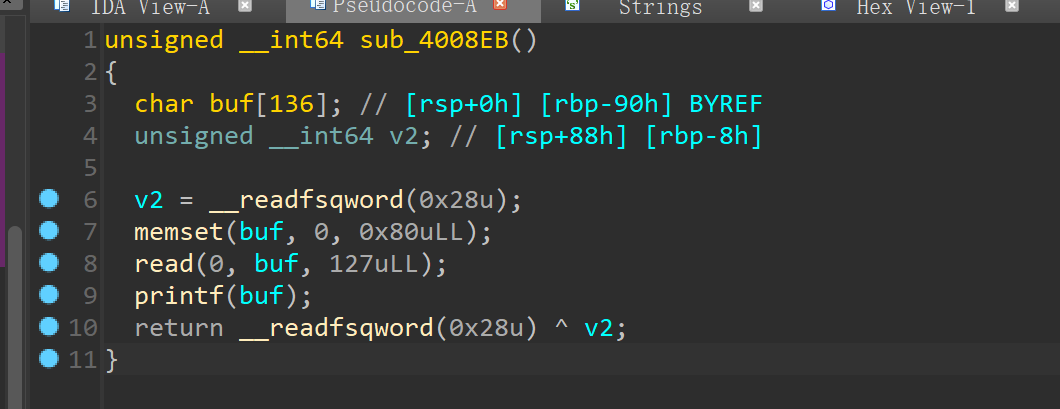 IDA View-A Pseudocode-A Strings Hex View-1
1 unsigned __int64 sub_4008EB()
2 {
3   char buf[136]; // [rsp+0h] [rbp-90h] BYREF
4   unsigned __int64 v2; // [rsp+88h] [rbp-8h]
5
6   v2 = __readfsqword(0x28u);
7   memset(buf, 0, 0x80uLL);
8   read(0, buf, 127uLL);
9   printf(buf);
10   return __readfsqword(0x28u) ^ v2;
11 }